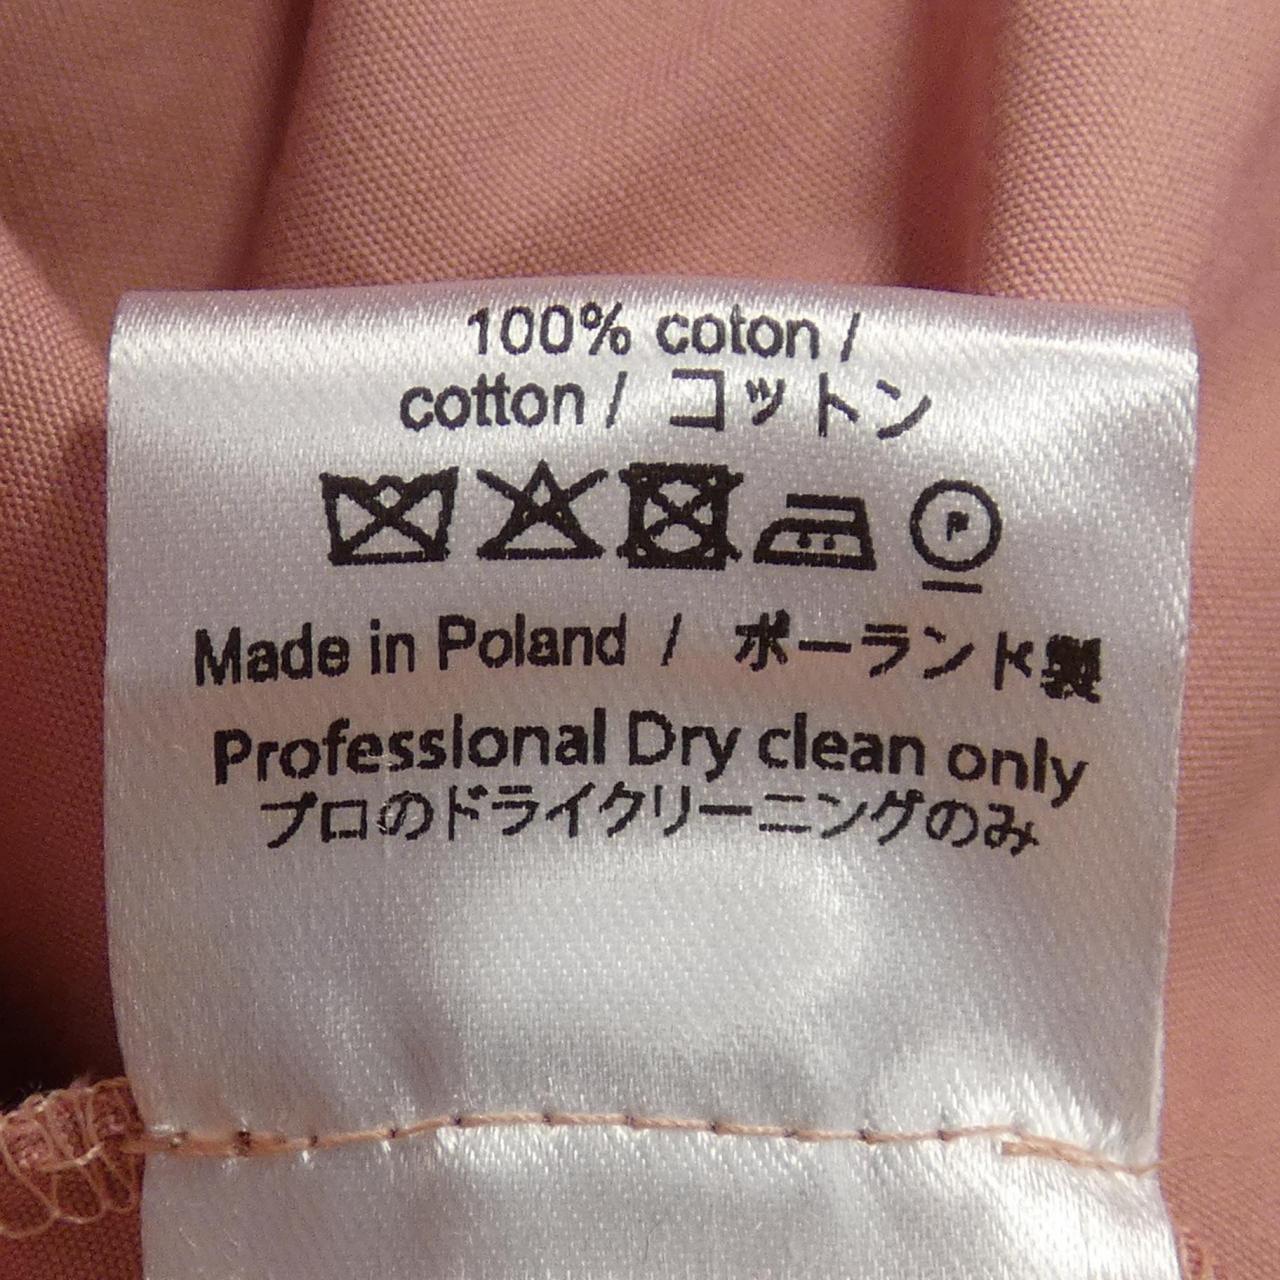 100% coton /
cotton / コットン
P
Made in Poland / ポーランド製
Professional Dry clean only
プロのドライクリーニングのみ